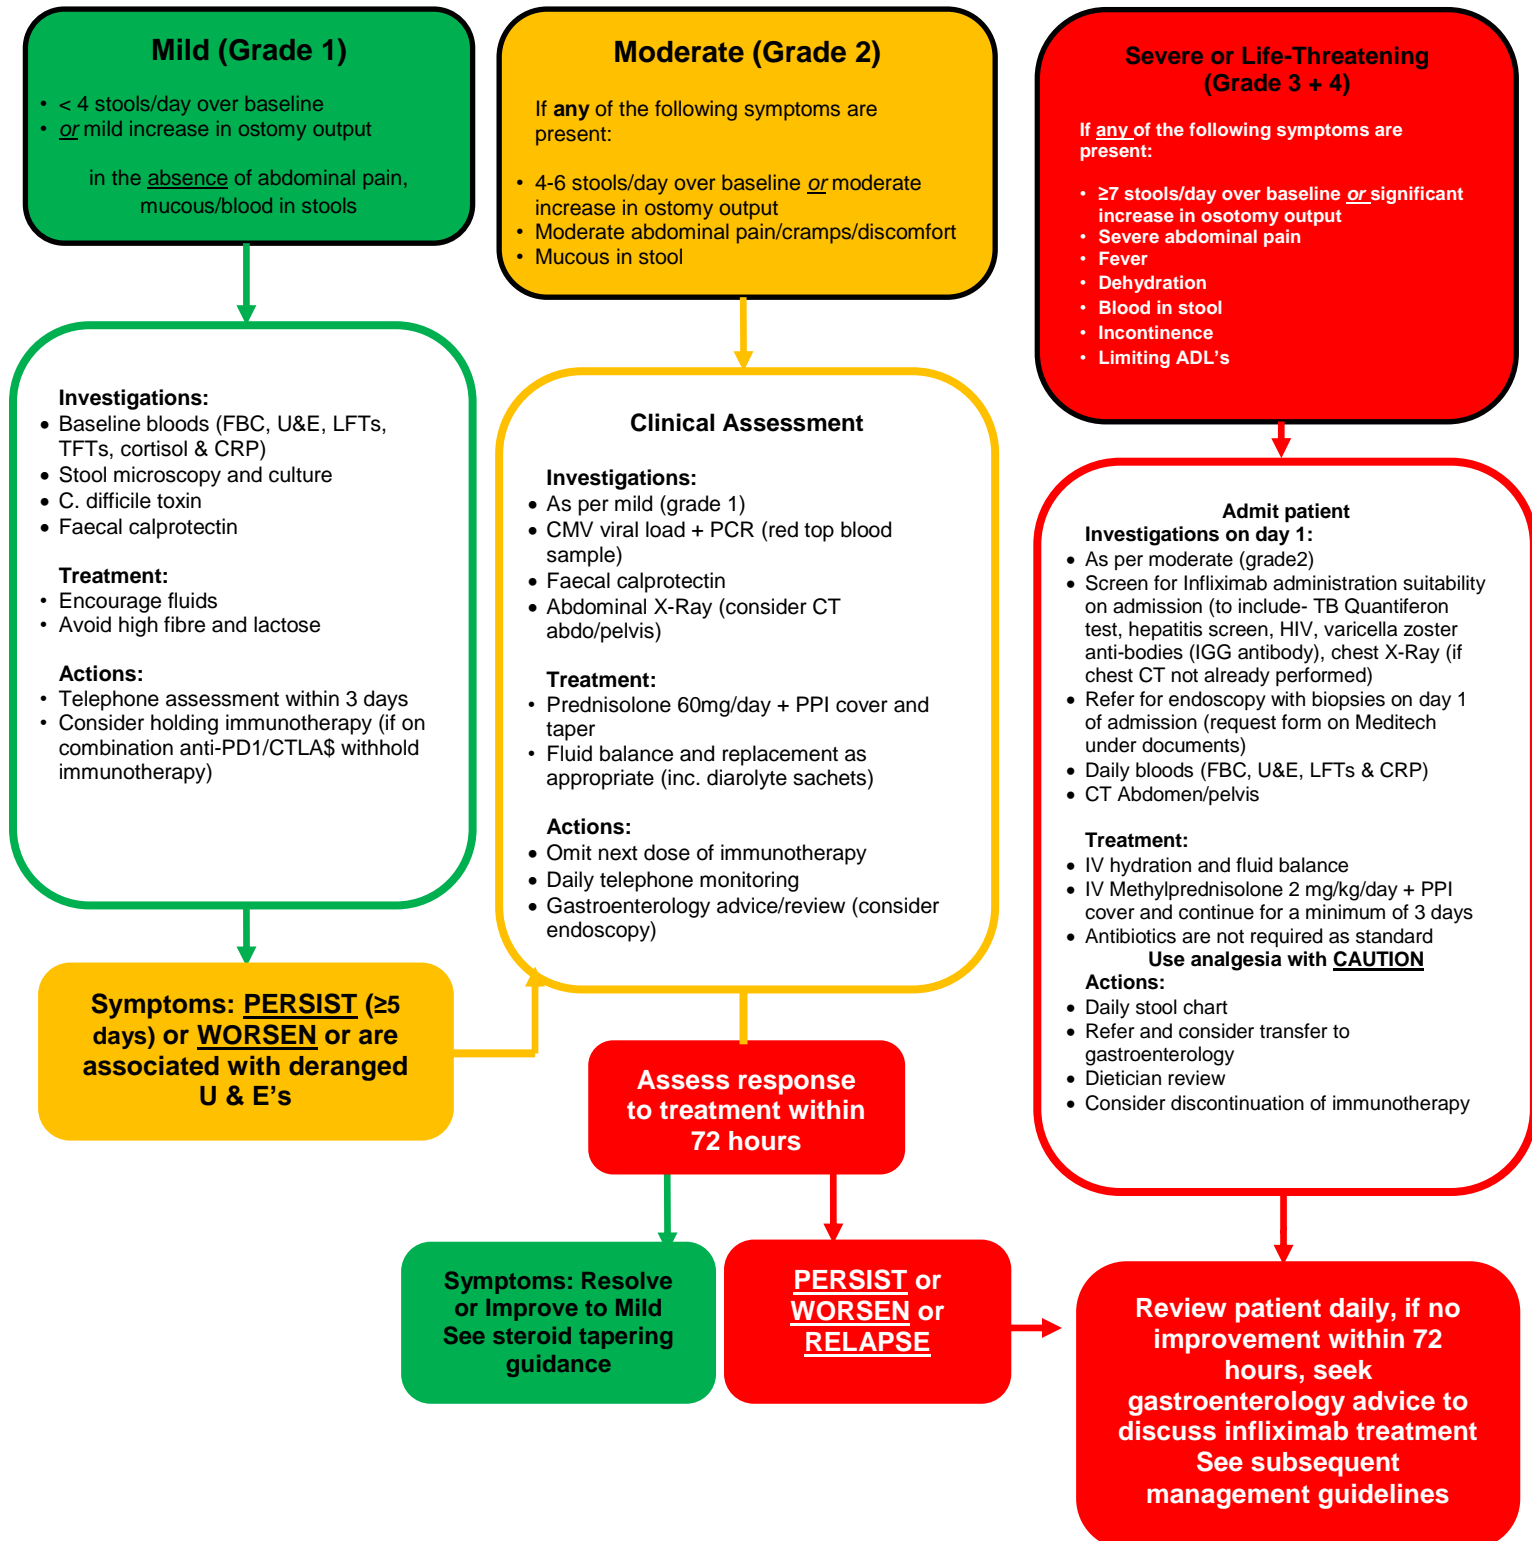 Mild (Grade 1)
• < 4 stools/day over baseline
• or mild increase in ostomy output
in the absence of abdominal pain,
mucous/blood in stools
Investigations:
• Baseline bloods (FBC, U&E, LFTs,
TFTs, cortisol & CRP)
• Stool microscopy and culture
• C. difficile toxin
• Faecal calprotectin
Treatment:
• Encourage fluids
• Avoid high fibre and lactose
Actions:
• Telephone assessment within 3 days
• Consider holding immunotherapy (if on
combination anti-PD1/CTLA$ withhold
immunotherapy)
Symptoms: PERSIST (≥5
days) or WORSEN or are
associated with deranged
U & E's
Moderate (Grade 2)
If any of the following symptoms are
present:
• 4-6 stools/day over baseline or moderate
increase in ostomy output
• Moderate abdominal pain/cramps/discomfort
• Mucous in stool
Clinical Assessment
Investigations:
• As per mild (grade 1)
• CMV viral load + PCR (red top blood
sample)
• Faecal calprotectin
• Abdominal X-Ray (consider CT
abdo/pelvis)
Treatment:
• Prednisolone 60mg/day + PPI cover and
taper
• Fluid balance and replacement as
appropriate (inc. diarolyte sachets)
Actions:
• Omit next dose of immunotherapy
• Daily telephone monitoring
• Gastroenterology advice/review (consider
endoscopy)
Assess response
to treatment within
72 hours
Symptoms: Resolve
or Improve to Mild
See steroid tapering
guidance
PERSIST or
WORSEN or
RELAPSE
Severe or Life-Threatening
(Grade 3 + 4)
If any of the following symptoms are
present:
• ≥7 stools/day over baseline or significant
increase in osotomy output
• Severe abdominal pain
• Fever
• Dehydration
• Blood in stool
• Incontinence
• Limiting ADL's
Admit patient
Investigations on day 1:
• As per moderate (grade2)
• Screen for Infliximab administration suitability
on admission (to include- TB Quantiferon
test, hepatitis screen, HIV, varicella zoster
anti-bodies (IGG antibody), chest X-Ray (if
chest CT not already performed)
• Refer for endoscopy with biopsies on day 1
of admission (request form on Meditech
under documents)
• Daily bloods (FBC, U&E, LFTs & CRP)
• CT Abdomen/pelvis
Treatment:
• IV hydration and fluid balance
• IV Methylprednisolone 2 mg/kg/day + PPI
cover and continue for a minimum of 3 days
• Antibiotics are not required as standard
Use analgesia with CAUTION
Actions:
• Daily stool chart
• Refer and consider transfer to
gastroenterology
• Dietician review
• Consider discontinuation of immunotherapy
Review patient daily, if no
improvement within 72
hours, seek
gastroenterology advice to
discuss infliximab treatment
See subsequent
management guidelines